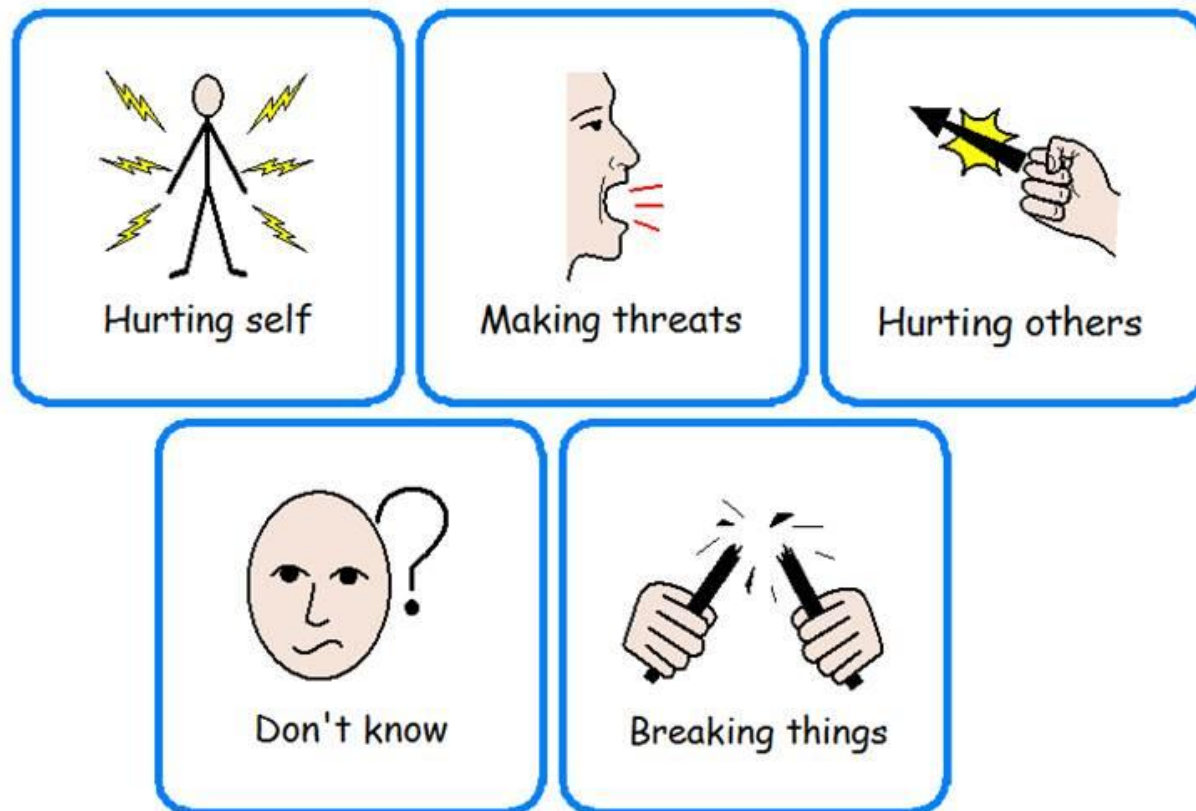 Hurting self
Making threats
Hurting others
Don't know
Breaking things